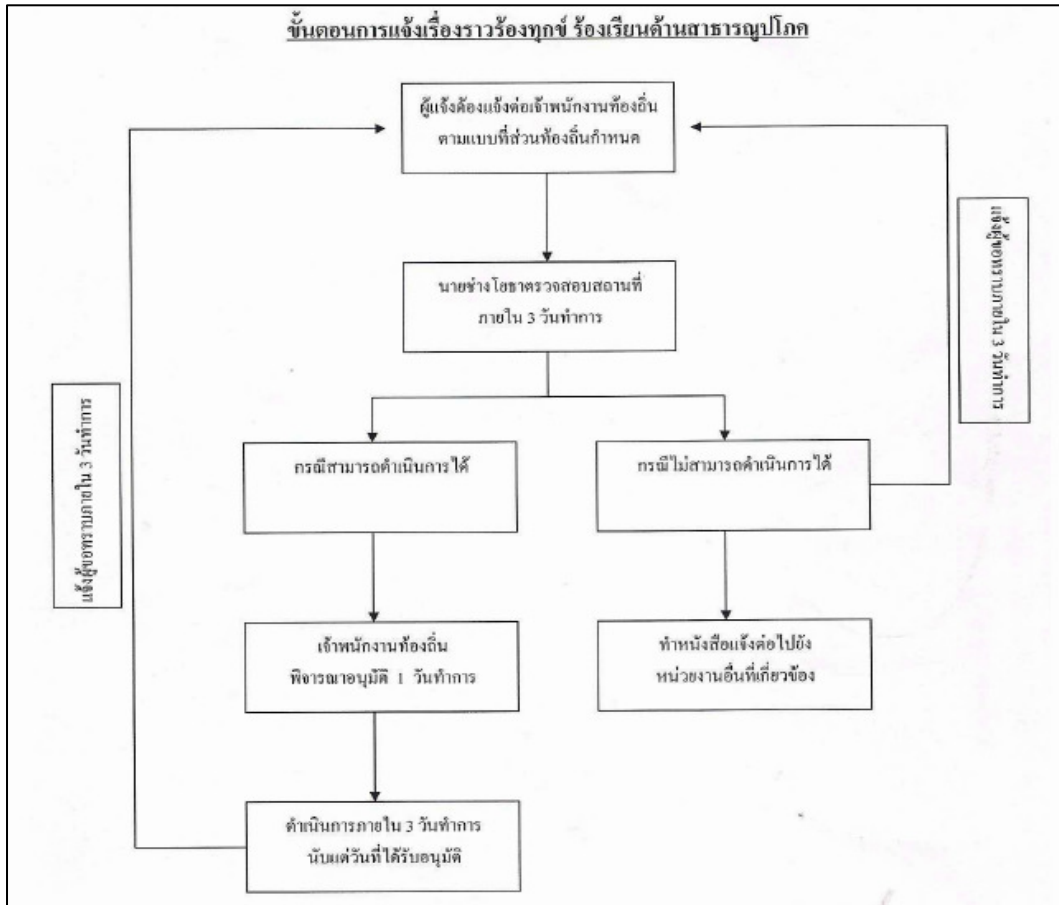 ขั้นตอนการแจ้งเรื่องราวร้องทุกข์ ร้องเรียนด้านสาธารณูปโภค
ผู้แจ้งต้องแจ้งต่อเจ้าพนักงานท้องถิ่น
ตามแบบที่ส่วนท้องถิ่นกำหนด
นายช่างโยธาตรวจสอบสถานที่
ภายใน 3 วันทำการ
แจ้งผู้ขอทราบภายใน 3 วันทำการ
กรณีสามารถดำเนินการได้
กรณีไม่สามารถดำเนินการได้
แจ้งผู้ขอทราบภายใน 3 วันทำการ
เจ้าพนักงานท้องถิ่น
พิจารณาอนุมัติ 1 วันทำการ
ทำหนังสือแจ้งต่อไปยัง
หน่วยงานอื่นที่เกี่ยวข้อง
ดำเนินการภายใน 3 วันทำการ
นับแต่วันที่ได้รับอนุมัติ